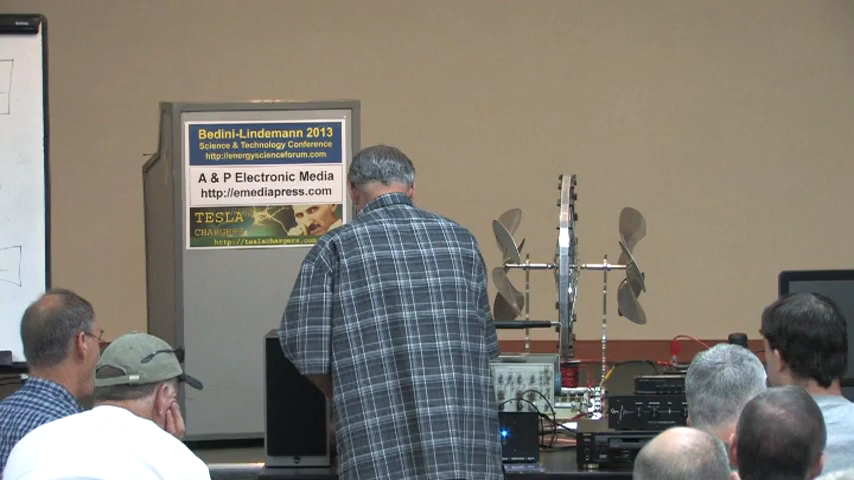 Bedini-Lindemann 2013
Science & Technology Conference
http://energyscienceforum.com
A & P Electronic Media
http://emediapress.com
TESLA
CHARGERS
http://teslachargers.com